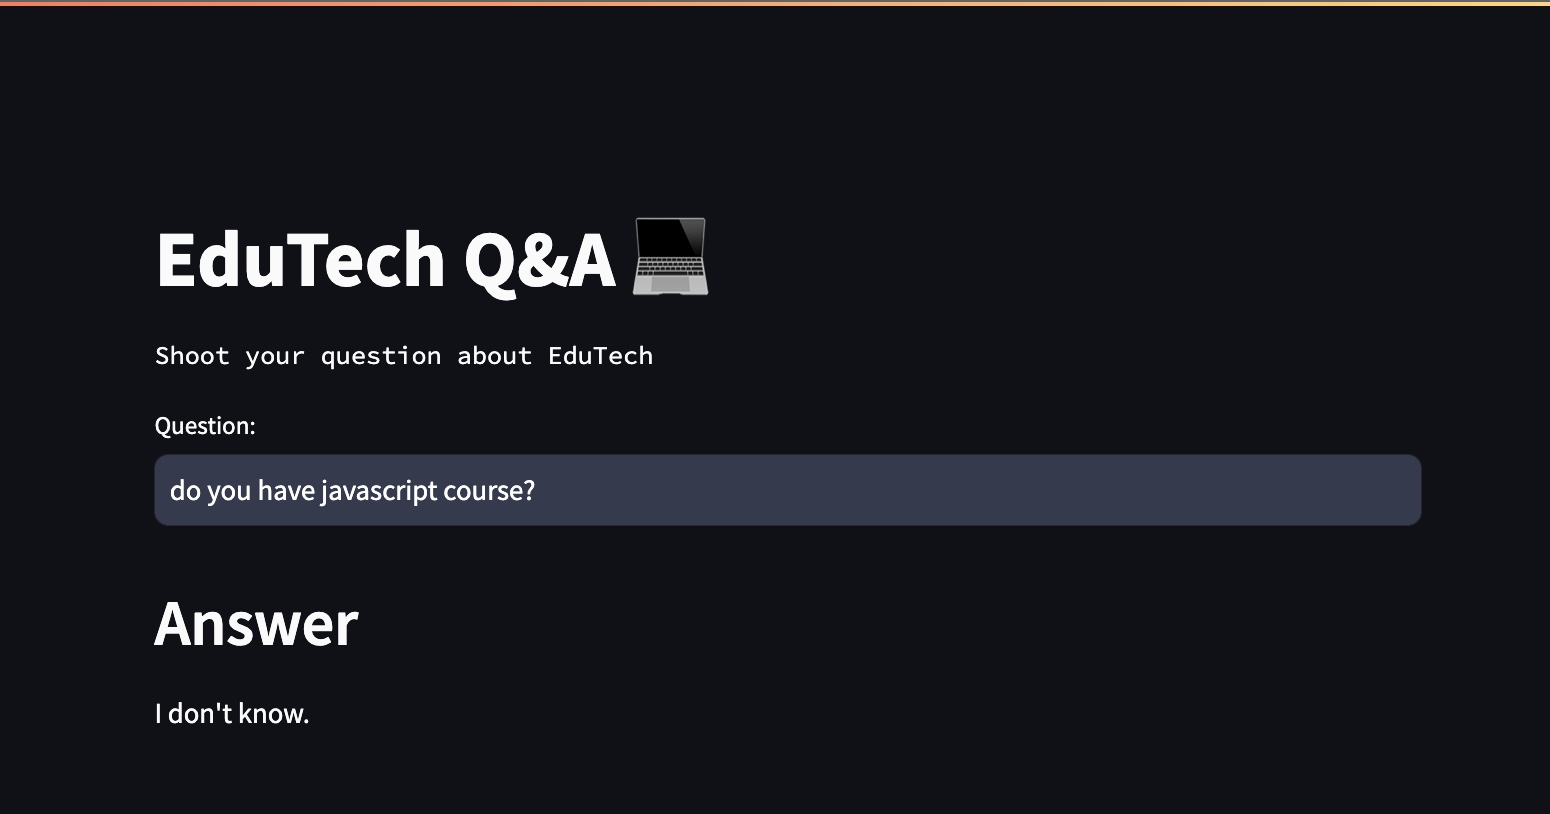 EduTech Q&A 💻
Shoot your question about EduTech
Question:
do you have javascript course?
Answer
I don't know.